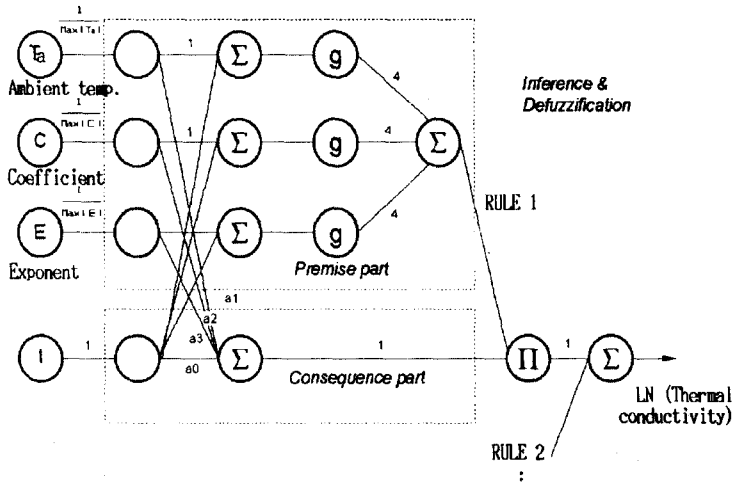 1
Max|Ta|
Ta
1
Σ
g
4
Ambient temp.
Inference &
Defuzzification
1
Max|C|
C
1
Σ
g
4
Σ
Coefficient
RULE 1
1
Max|E|
E
Σ
g
4
Exponent
Premise part
a1
a2
a3
a0
1
1
Σ
1
Π
1
Σ
Consequence part
LN (Thermal
conductivity)
RULE 2
: